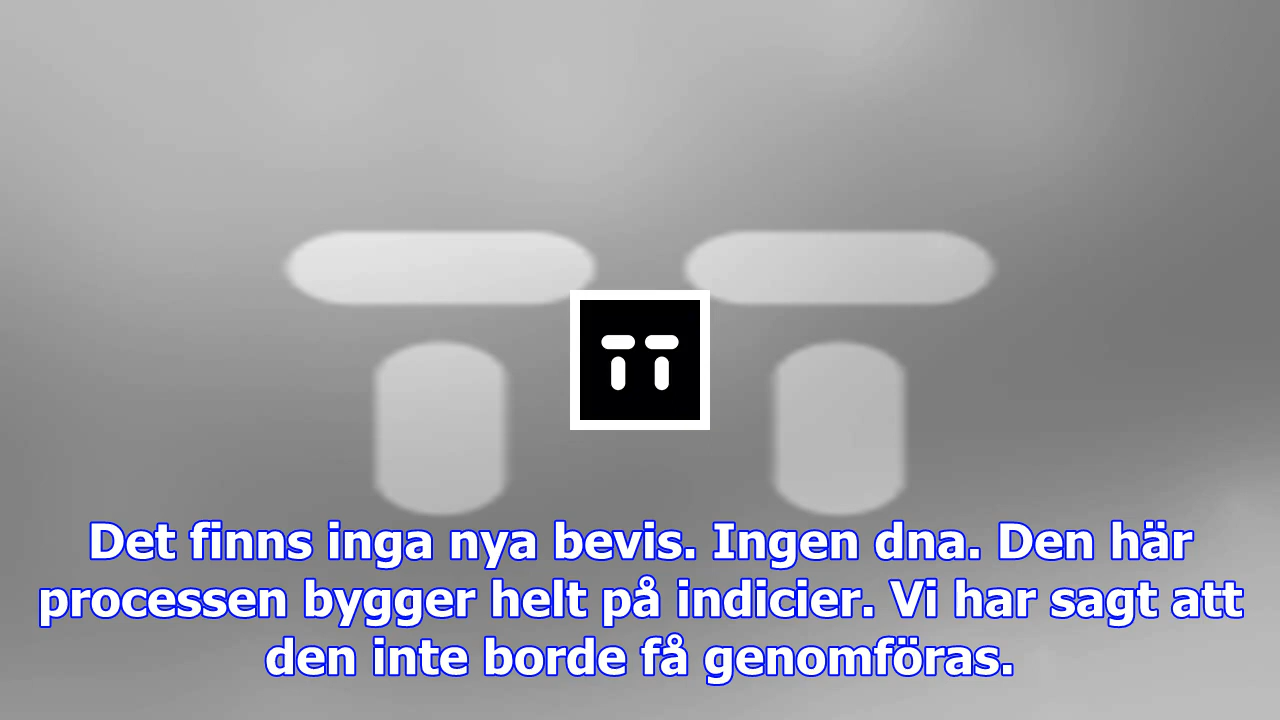 Det finns inga nya bevis. Ingen dna. Den här
processen bygger helt på indicier. Vi har sagt att
den inte borde få genomföras.